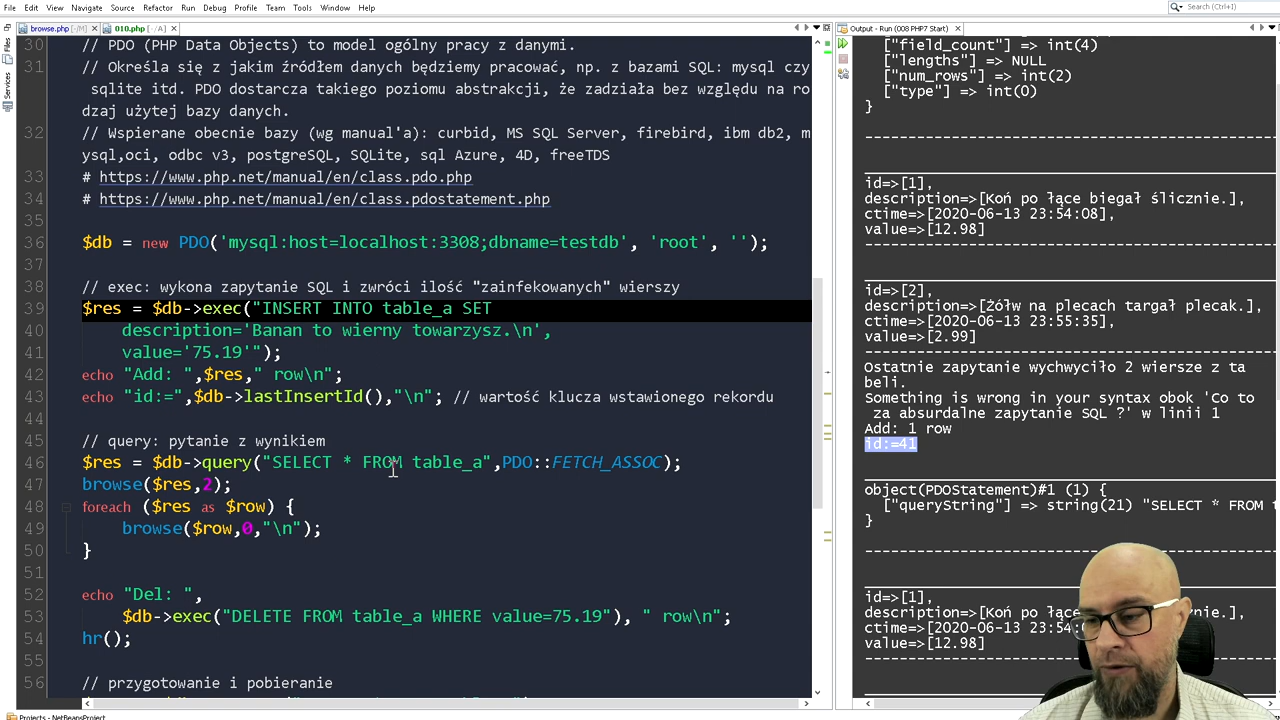 File Edit View Navigate Source Refactor Run Debug Profile Team Tools Window Help
Search (Ctrl+I)
browse.php [-/M]
010.php [-/A]
Files
Services
30 // PDO (PHP Data Objects) to model ogólny pracy z danymi.
31 // Określa się z jakim źródłem danych będziemy pracować, np. z bazami SQL: mysql czy
sqlite itd. PDO dostarcza takiego poziomu abstrakcji, że zadziała bez względu na ro
dzaj użytej bazy danych.
32 // Wspierane obecnie bazy (wg manual'a): curbid, MS SQL Server, firebird, ibm db2, m
ysql,oci, odbc v3, postgreSQL, SQLite, sql Azure, 4D, freeTDS
33 # https://www.php.net/manual/en/class.pdo.php
34 # https://www.php.net/manual/en/class.pdostatement.php
35
36 $db = new PDO('mysql:host=localhost:3308;dbname=testdb', 'root', '');
37
38 // exec: wykona zapytanie SQL i zwróci ilość "zainfekowanych" wierszy
39 $res = $db->exec("INSERT INTO table_a SET
40 description='Banan to wierny towarzysz.\n',
41 value='75.19'");
42 echo "Add: ",$res," row\n";
43 echo "id:=",$db->lastInsertId(),"\n"; // wartość klucza wstawionego rekordu
44
45 // query: pytanie z wynikiem
46 $res = $db->query("SELECT * FROM table_a",PDO::FETCH_ASSOC);
47 browse($res,2);
48 foreach ($res as $row) {
49 browse($row,0,"\n");
50 }
51
52 echo "Del: ",
53 $db->exec("DELETE FROM table_a WHERE value=75.19"), " row\n";
54 hr();
55
56 // przygotowanie i pobieranie
Projects - NetBeansProject
Output - Run (008 PHP7 Start)
["field_count"] => int(4)
["lengths"] => NULL
["num_rows"] => int(2)
["type"] => int(0)
}
id=>[1],
description=>[Koń po łące biegał ślicznie.],
ctime=>[2020-06-13 23:54:08],
value=>[12.98]
id=>[2],
description=>[Żółw na plecach targał plecak.],
ctime=>[2020-06-13 23:55:35],
value=>[2.99]
Ostatnie zapytanie wychwyciło 2 wiersze z ta
beli.
Something is wrong in your syntax obok 'Co to
za absurdalne zapytanie SQL ?' w linii 1
Add: 1 row
id:=41
object(PDOStatement)#1 (1) {
["queryString"] => string(21) "SELECT * FROM t
}
id=>[1],
description=>[Koń po łące
znie.],
ctime=>[2020-06-13 23:54:0
value=>[12.98]